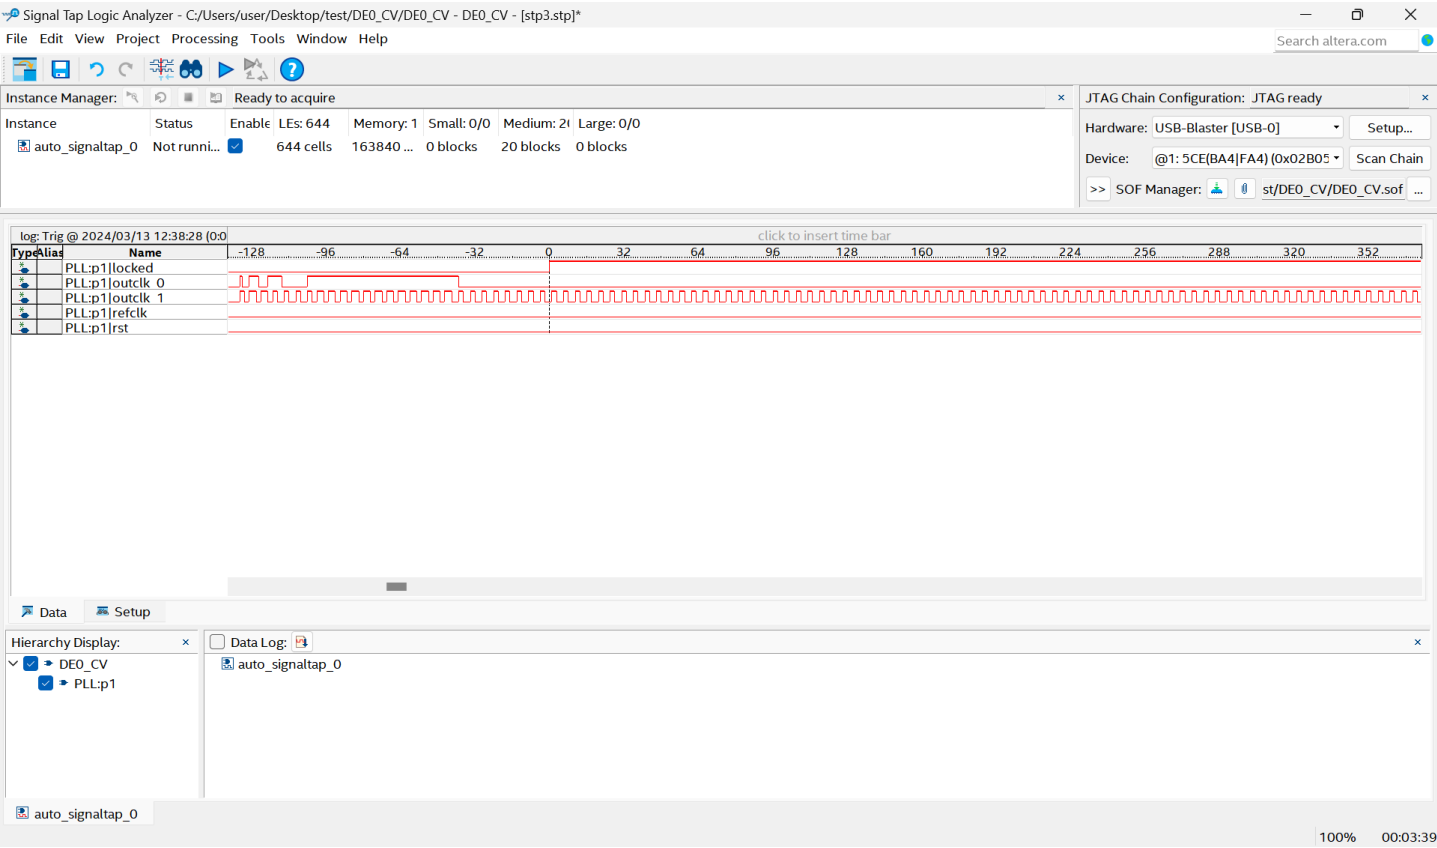 Signal Tap Logic Analyzer - C:/Users/user/Desktop/test/DE0_CV/DE0_CV - DE0_CV - [stp3.stp]*
File Edit View Project Processing Tools Window Help
Search altera.com
Instance Manager: Ready to acquire
Instance Status Enable LEs: 644 Memory: 1 Small: 0/0 Medium: 2( Large: 0/0
auto_signaltap_0 Not runni... 644 cells 163840 ... 0 blocks 20 blocks 0 blocks
JTAG Chain Configuration: JTAG ready
Hardware: USB-Blaster [USB-0] Setup...
Device: @1: 5CE(BA4|FA4) (0x02B05 Scan Chain
>> SOF Manager: st/DE0_CV/DE0_CV.sof ...
log: Trig @ 2024/03/13 12:38:28 (0:0 click to insert time bar
Type Alias Name -128 -96 -64 -32 0 32 64 96 128 160 192 224 256 288 320 352
PLL:p1|locked
PLL:p1|outclk_0
PLL:p1|outclk_1
PLL:p1|refclk
PLL:p1|rst
Data Setup
Hierarchy Display:
DE0_CV
PLL:p1
Data Log:
auto_signaltap_0
auto_signaltap_0
100% 00:03:39